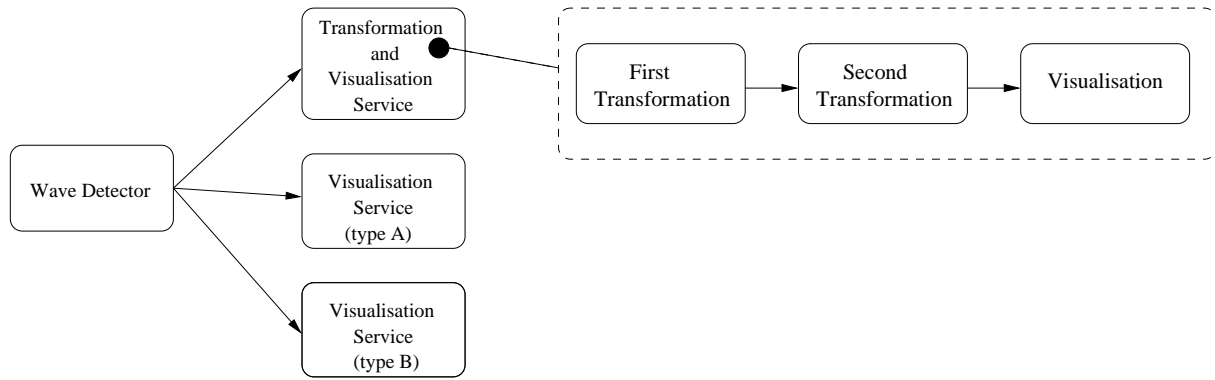 Transformation
and
Visualisation
Service
First
Transformation
Second
Transformation
Visualisation
Wave Detector
Visualisation
Service
(type A)
Visualisation
Service
(type B)